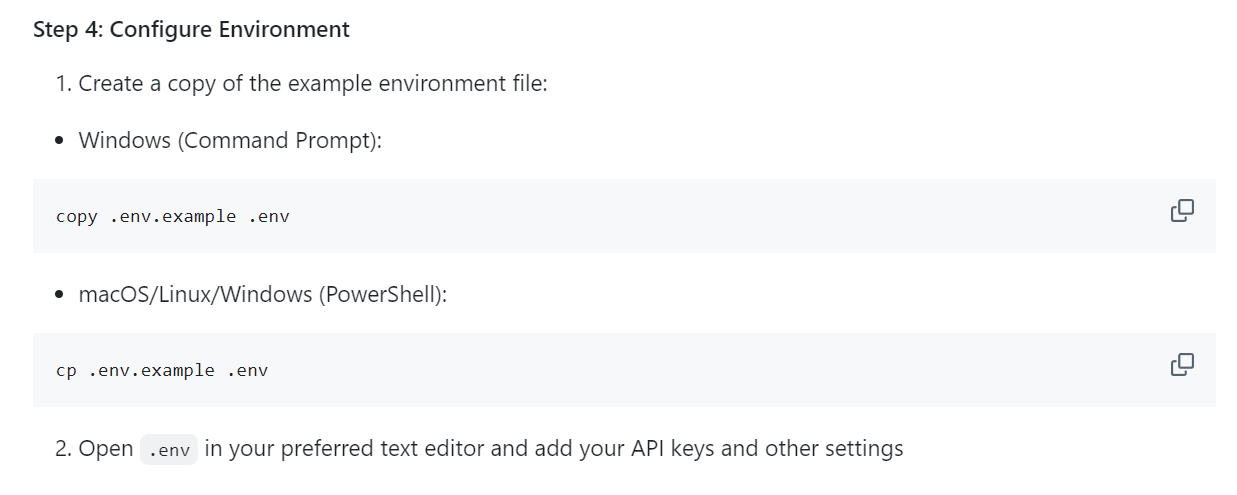 Step 4: Configure Environment
1. Create a copy of the example environment file:
• Windows (Command Prompt):
copy .env.example .env
• macOS/Linux/Windows (PowerShell):
cp .env.example .env
2. Open .env in your preferred text editor and add your API keys and other settings